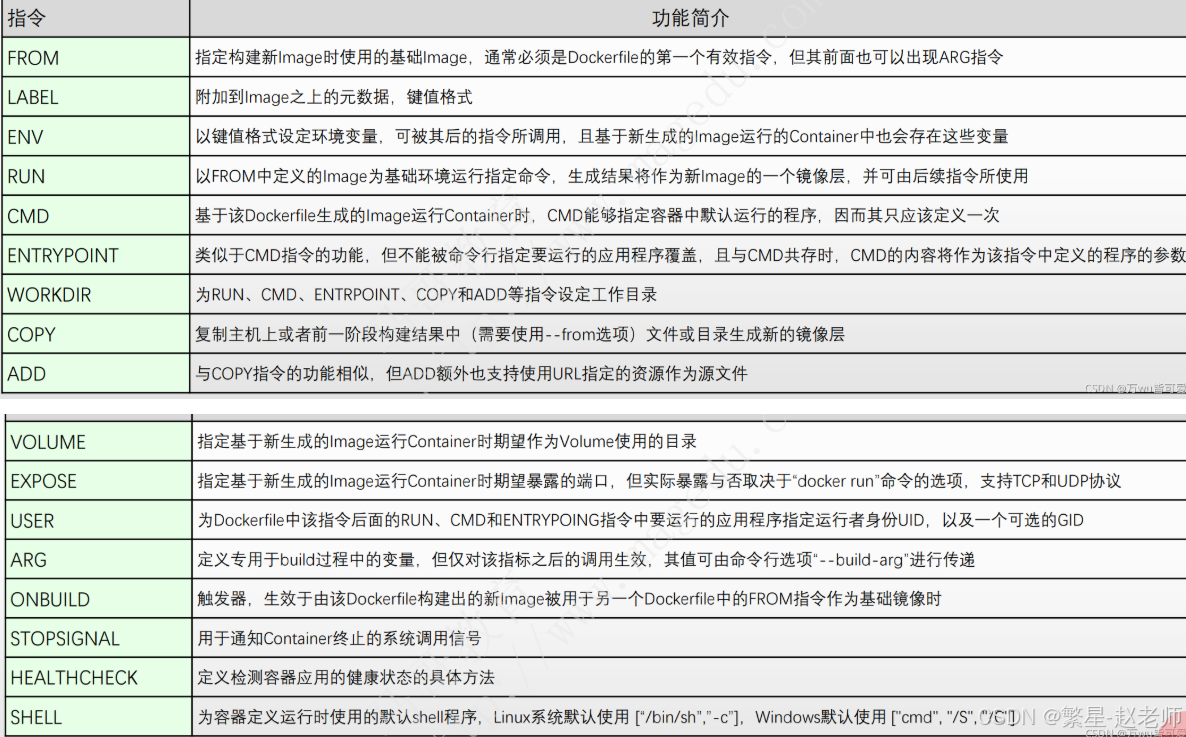 指令 功能简介
FROM 指定构建新Image时使用的基础Image，通常必须是Dockerfile的第一个有效指令，但其前面也可以出现ARG指令
LABEL 附加到Image之上的元数据，键值格式
ENV 以键值格式设定环境变量，可被其后的指令所调用，且基于新生成的Image运行的Container中也会存在这些变量
RUN 以FROM中定义的Image为基础环境运行指定命令，生成结果将作为新Image的一个镜像层，并可由后续指令所使用
CMD 基于该Dockerfile生成的Image运行Container时，CMD能够指定容器中默认运行的程序，因而其只应该定义一次
ENTRYPOINT 类似于CMD指令的功能，但不能被命令行指定要运行的应用程序覆盖，且与CMD共存时，CMD的内容将作为该指令中定义的程序的参数
WORKDIR 为RUN、CMD、ENTRPOINT、COPY和ADD等指令设定工作目录
COPY 复制主机上或者前一阶段构建结果中（需要使用--from选项）文件或目录生成新的镜像层
ADD 与COPY指令的功能相似，但ADD额外也支持使用URL指定的资源作为源文件
CSDN @万wu皆可爱
VOLUME 指定基于新生成的Image运行Container时期望作为Volume使用的目录
EXPOSE 指定基于新生成的Image运行Container时期望暴露的端口，但实际暴露与否取决于“docker run”命令的选项，支持TCP和UDP协议
USER 为Dockerfile中该指令后面的RUN、CMD和ENTRYPOING指令中要运行的应用程序指定运行者身份UID，以及一个可选的GID
ARG 定义专用于build过程中的变量，但仅对该指标之后的调用生效，其值可由命令行选项“--build-arg”进行传递
ONBUILD 触发器，生效于由该Dockerfile构建出的新Image被用于另一个Dockerfile中的FROM指令作为基础镜像时
STOPSIGNAL 用于通知Container终止的系统调用信号
HEALTHCHECK 定义检测容器应用的健康状态的具体方法
SHELL 为容器定义运行时使用的默认shell程序，Linux系统默认使用 [“/bin/sh”,”-c”]，Windows默认使用 ["cmd", "/S", "/C"]
CSDN @繁星-赵老师
CSDN @万wu皆可爱